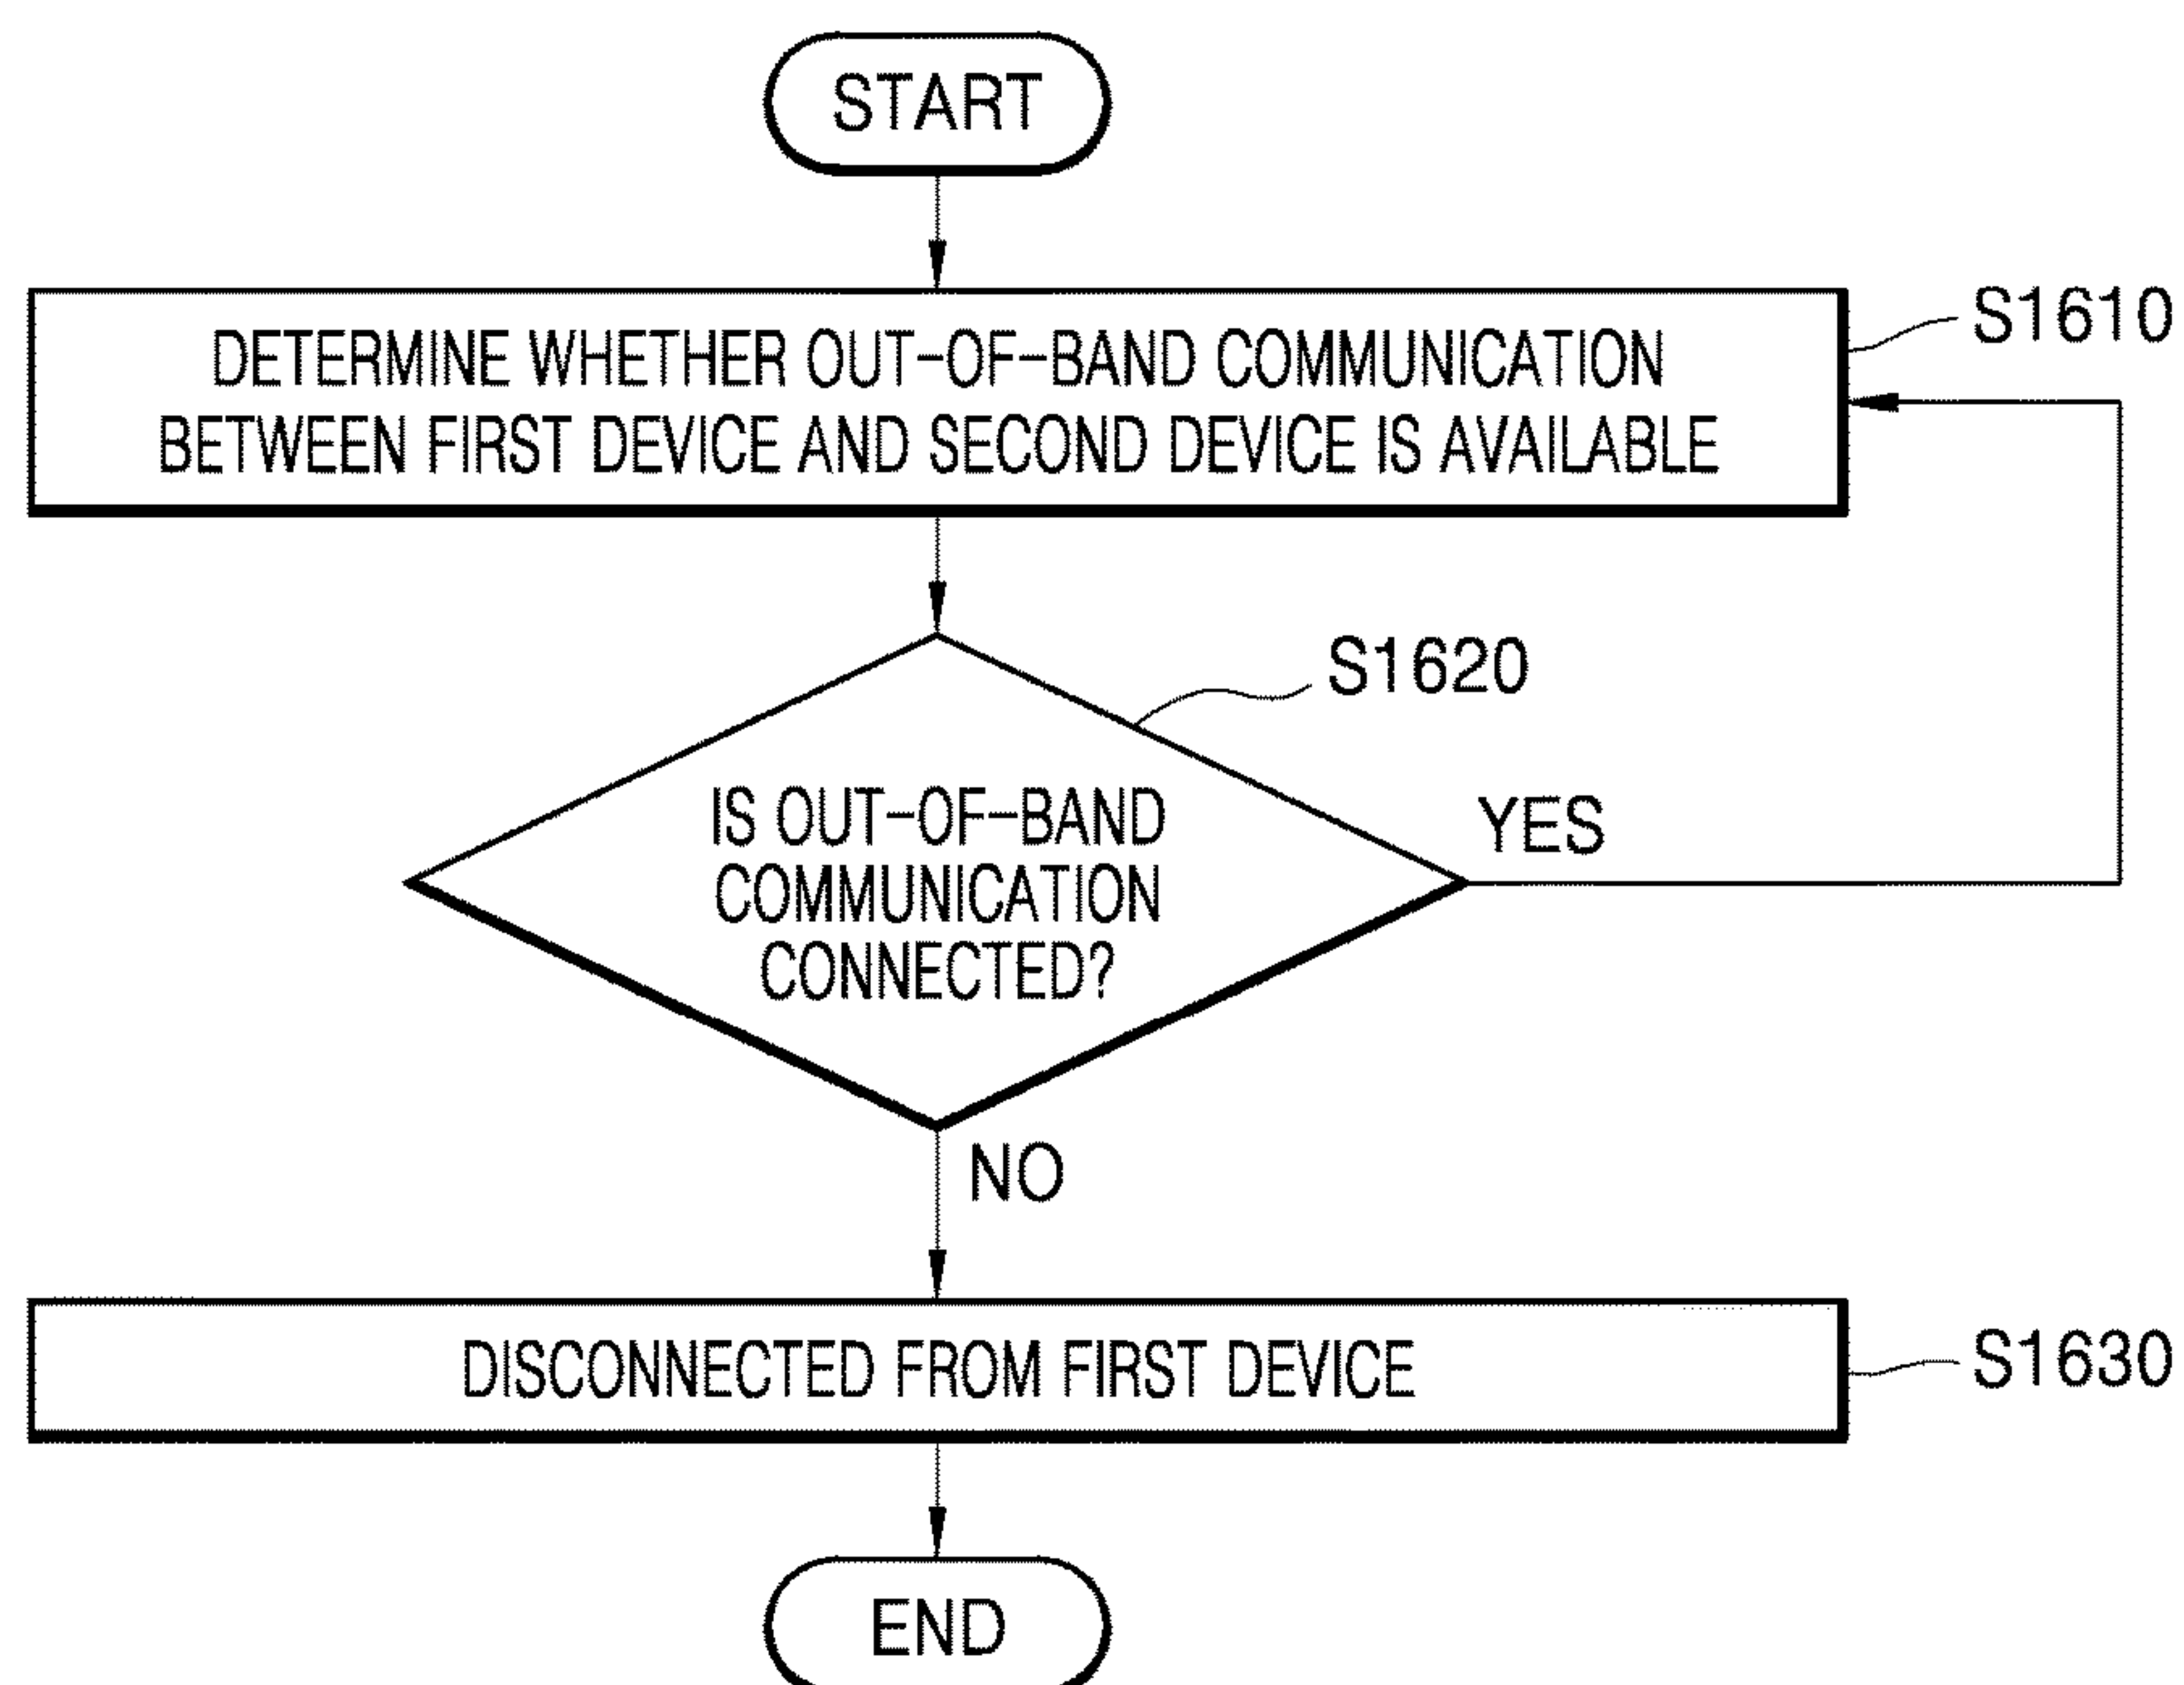 START
DETERMINE WHETHER OUT-OF-BAND COMMUNICATION
BETWEEN FIRST DEVICE AND SECOND DEVICE IS AVAILABLE
S1610
S1620
IS OUT-OF-BAND
COMMUNICATION
CONNECTED?
YES
NO
DISCONNECTED FROM FIRST DEVICE
S1630
END